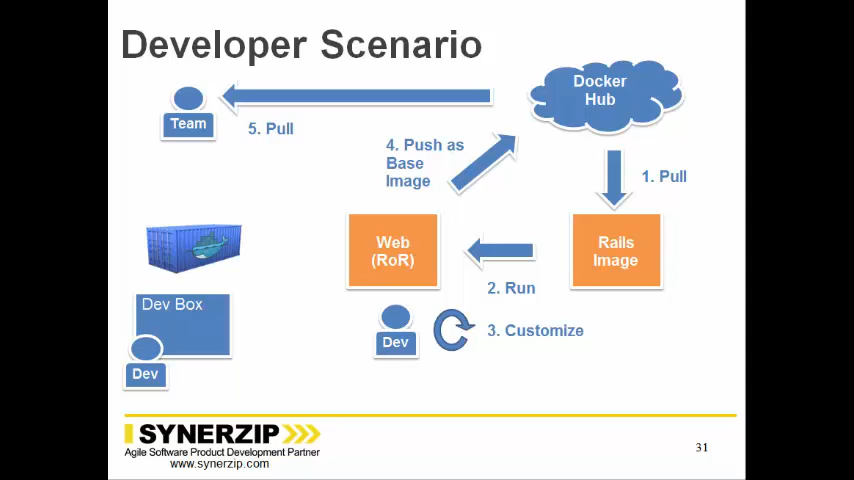 Developer Scenario
Docker
Hub
Team
5. Pull
4. Push as
Base
Image
1. Pull
Web
(RoR)
Rails
Image
2. Run
Dev Box
Dev
3. Customize
Dev
SYNERZIP
Agile Software Product Development Partner
www.synerzip.com
31